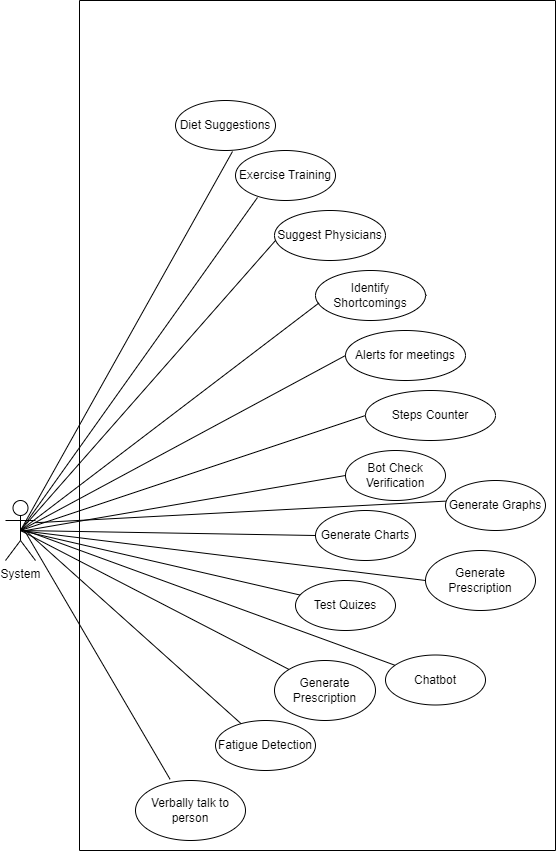 Diet Suggestions
Exercise Training
Suggest Physicians
Identify
Shortcomings
Alerts for meetings
Steps Counter
Bot Check
Verification
Generate Graphs
Generate Charts
System
Generate
Prescription
Test Quizes
Chatbot
Generate
Prescription
Fatigue Detection
Verbally talk to
person